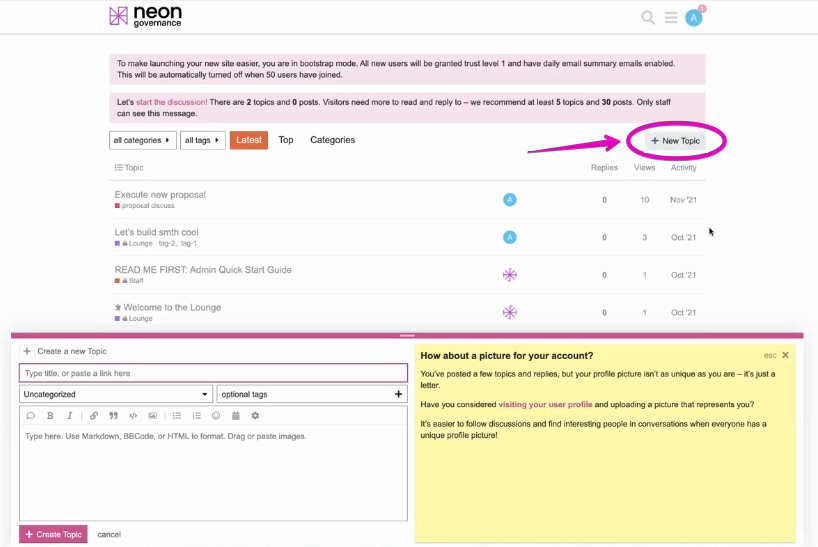 neon
governance
A
1
To make launching your new site easier, you are in bootstrap mode. All new users will be granted trust level 1 and have daily email summary emails enabled.
This will be automatically turned off when 50 users have joined.
Let's start the discussion! There are 2 topics and 0 posts. Visitors need more to read and reply to – we recommend at least 5 topics and 30 posts. Only staff
can see this message.
all categories
all tags
Latest
Top
Categories
+ New Topic
Topic Replies Views Activity
Execute new proposal A 0 10 Nov '21
proposal discuss
Let's build smth cool A 0 3 Oct '21
Lounge tag-2, tag-1
READ ME FIRST: Admin Quick Start Guide 0 1 Oct '21
Staff
Welcome to the Lounge 0 1 Oct '21
Lounge
+ Create a new Topic
Type title, or paste a link here
Uncategorized
optional tags +
B I
Type here. Use Markdown, BBCode, or HTML to format. Drag or paste images.
+ Create Topic cancel
How about a picture for your account? esc ×
You've posted a few topics and replies, but your profile picture isn't as unique as you are – it's just a
letter.
Have you considered visiting your user profile and uploading a picture that represents you?
It's easier to follow discussions and find interesting people in conversations when everyone has a
unique profile picture!